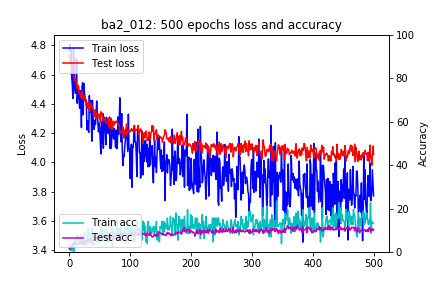 ba2_012: 500 epochs loss and accuracy
Train loss
Test loss
Train acc
Test acc
Loss
4.8
4.6
4.4
4.2
4.0
3.8
3.6
3.4
Accuracy
100
80
60
40
20
0
0
100
200
300
400
500